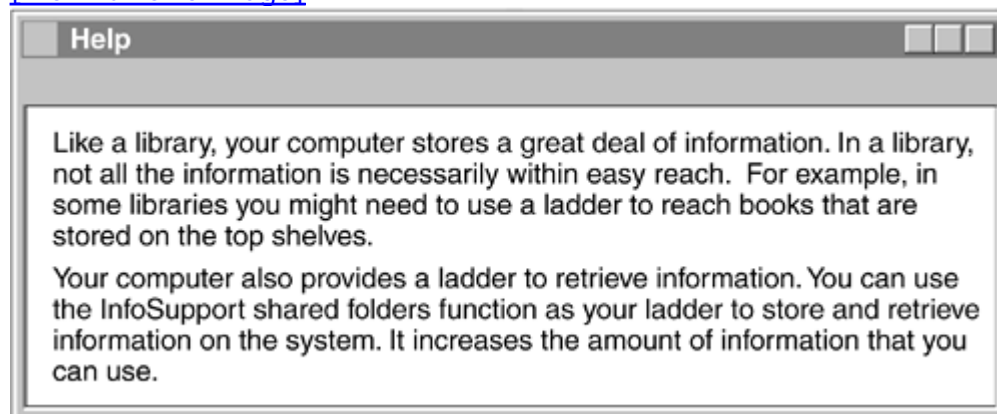 Help
Like a library, your computer stores a great deal of information. In a library,
not all the information is necessarily within easy reach.  For example, in
some libraries you might need to use a ladder to reach books that are
stored on the top shelves.
Your computer also provides a ladder to retrieve information. You can use
the InfoSupport shared folders function as your ladder to store and retrieve
information on the system. It increases the amount of information that you
can use.